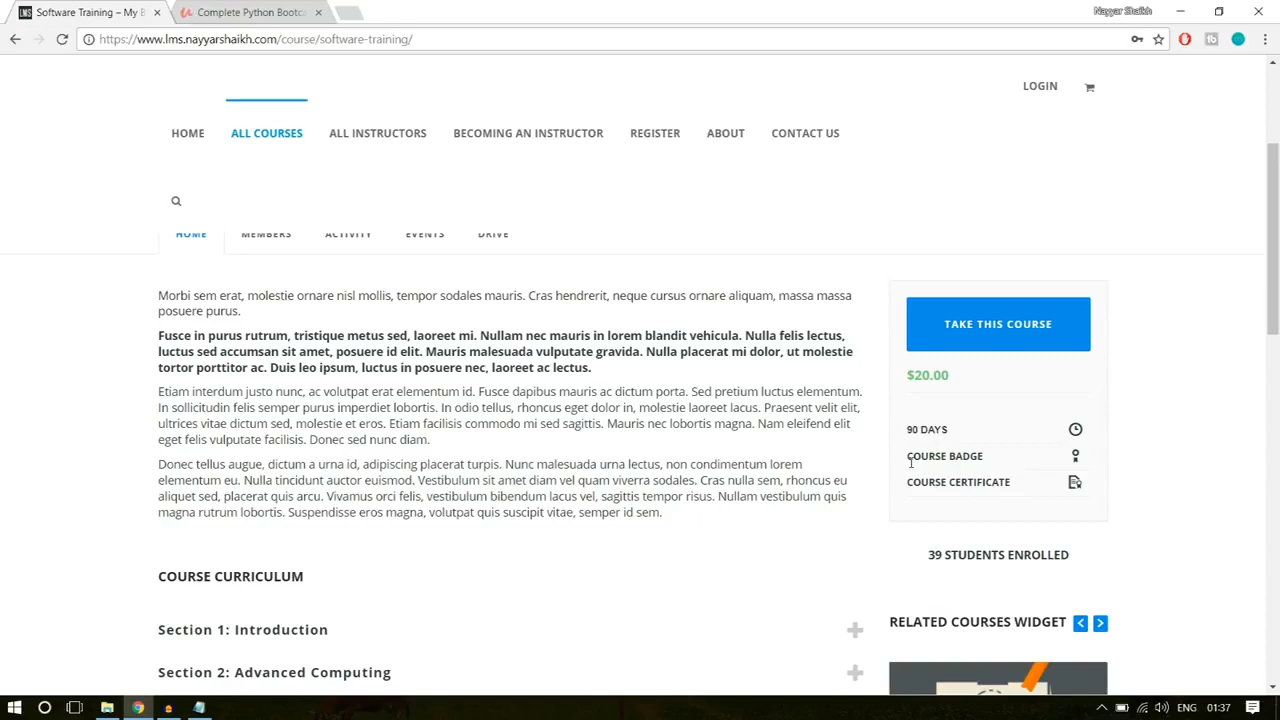 Software Training – My B
Complete Python Bootca
Nayyar Shaikh
https://www.lms.nayyarshaikh.com/course/software-training/
LOGIN
HOME ALL COURSES ALL INSTRUCTORS BECOMING AN INSTRUCTOR REGISTER ABOUT CONTACT US
HOME MEMBERS ACTIVITY EVENTS DRIVE
Morbi sem erat, molestie ornare nisl mollis, tempor sodales mauris. Cras hendrerit, neque cursus ornare aliquam, massa massa
posuere purus.
Fusce in purus rutrum, tristique metus sed, laoreet mi. Nullam nec mauris in lorem blandit vehicula. Nulla felis lectus,
luctus sed accumsan sit amet, posuere id elit. Mauris malesuada vulputate gravida. Nulla placerat mi dolor, ut molestie
tortor porttitor ac. Duis leo ipsum, luctus in posuere nec, laoreet ac lectus.
Etiam interdum justo nunc, ac volutpat erat elementum id. Fusce dapibus mauris ac dictum porta. Sed pretium luctus elementum.
In sollicitudin felis semper purus imperdiet lobortis. In odio tellus, rhoncus eget dolor in, molestie laoreet lacus. Praesent velit elit,
ultrices vitae dictum sed, molestie et eros. Etiam facilisis commodo mi sed sagittis. Mauris nec lobortis magna. Nam eleifend elit
eget felis vulputate facilisis. Donec sed nunc diam.
Donec tellus augue, dictum a urna id, adipiscing placerat turpis. Nunc malesuada urna lectus, non condimentum lorem
elementum eu. Nulla tincidunt auctor euismod. Vestibulum sit amet diam vel quam viverra sodales. Cras nulla sem, rhoncus eu
aliquet sed, placerat quis arcu. Vivamus orci felis, vestibulum bibendum lacus vel, sagittis tempor risus. Nullam vestibulum quis
magna rutrum lobortis. Suspendisse eros magna, volutpat quis suscipit vitae, semper id sem.
COURSE CURRICULUM
Section 1: Introduction
Section 2: Advanced Computing
TAKE THIS COURSE
$20.00
90 DAYS
COURSE BADGE
COURSE CERTIFICATE
39 STUDENTS ENROLLED
RELATED COURSES WIDGET
ENG 01:37